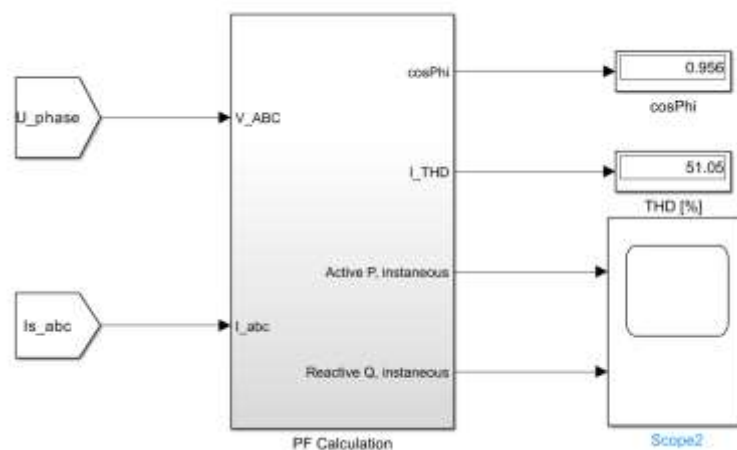 cosPhi
0.956
cosPhi
U_phase
V_ABC
I_THD
51.05
THD [%]
Active P, instaneous
Is_abc
I_abc
Reactive Q, instaneous
PF Calculation
Scope2